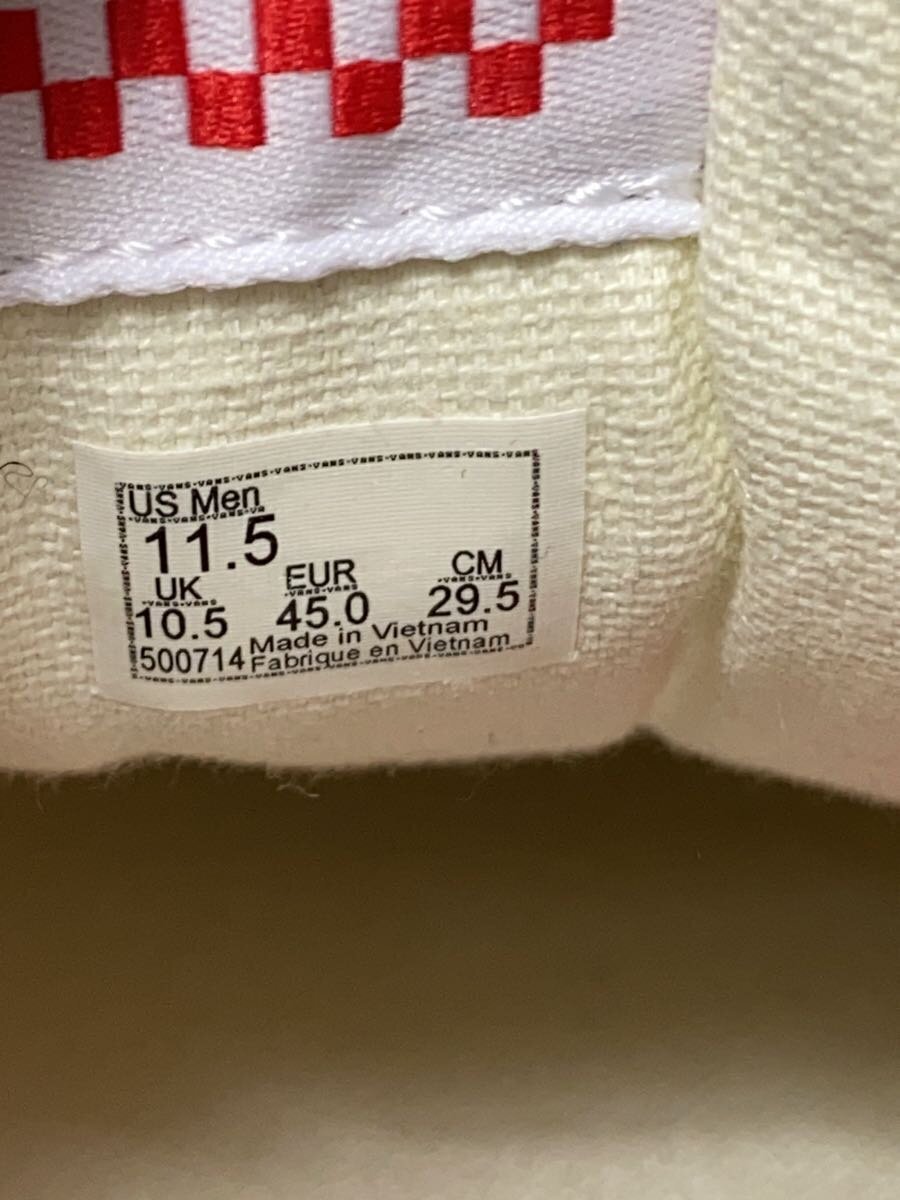 US Men
11.5
UK EUR CM
10.5 45.0 29.5
Made in Vietnam
500714 Fabrique en Vietnam